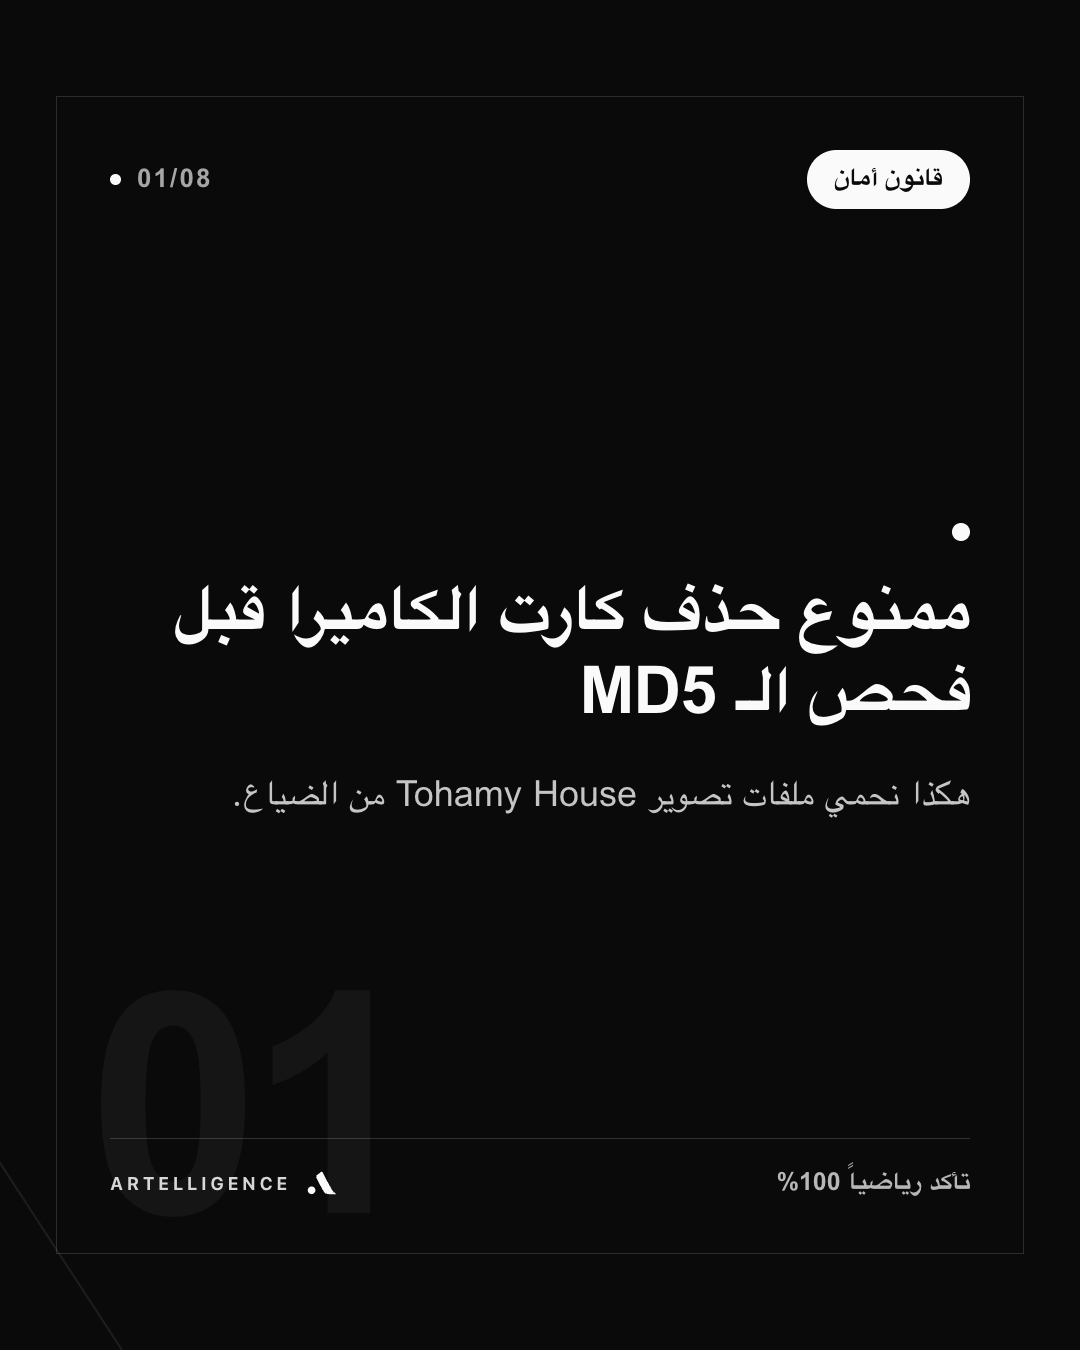 قانون أمان
01/08
ممنوع حذف كارت الكاميرا قبل
فحص الـ MD5
هكذا نحمي ملفات تصوير Tohamy House من الضياع.
01
تأكد رياضياً 100%
ARTELLIGENCE